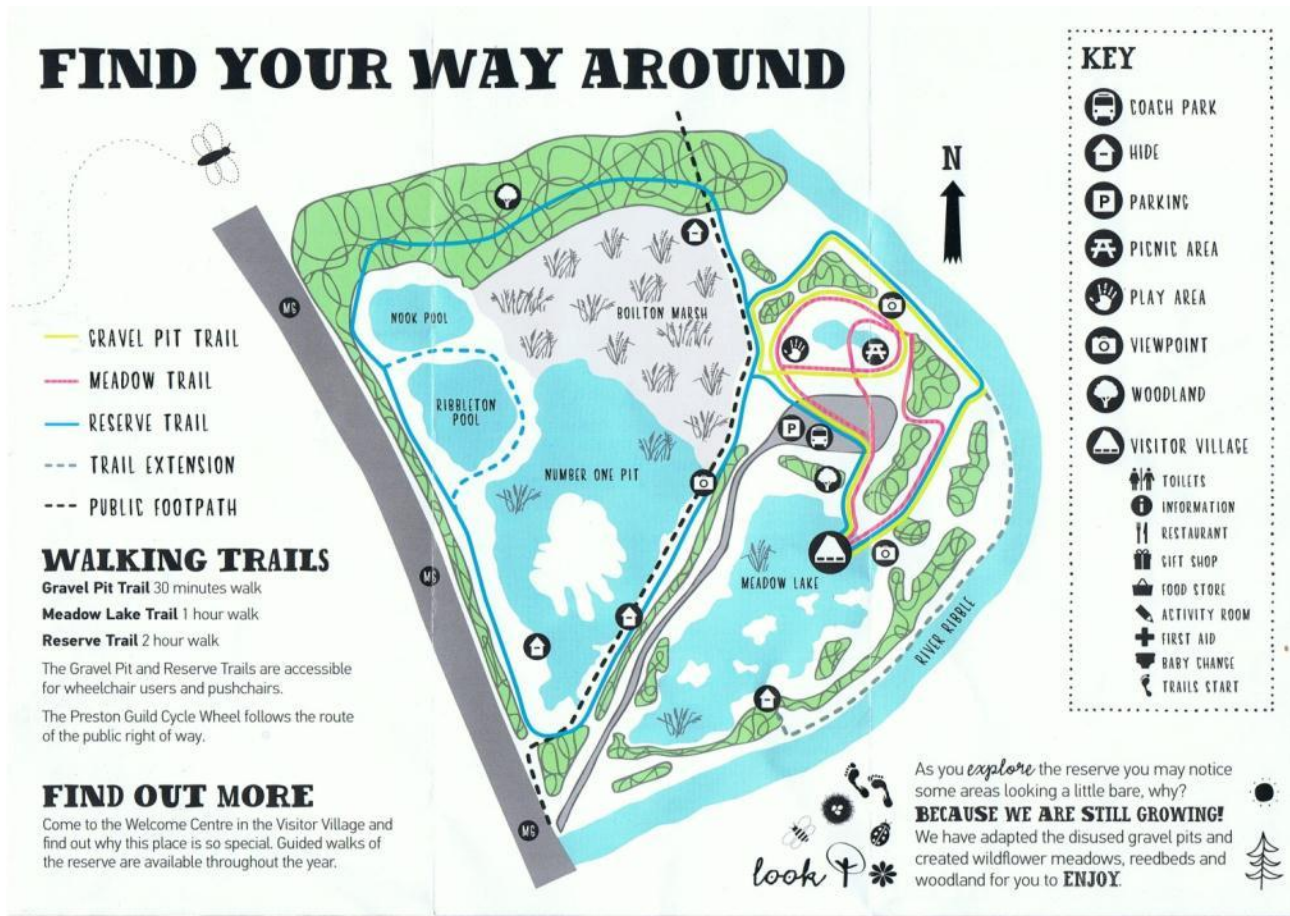 FIND YOUR WAY AROUND
N
GRAVEL PIT TRAIL
MEADOW TRAIL
RESERVE TRAIL
TRAIL EXTENSION
PUBLIC FOOTPATH
WALKING TRAILS
Gravel Pit Trail 30 minutes walk
Meadow Lake Trail 1 hour walk
Reserve Trail 2 hour walk
The Gravel Pit and Reserve Trails are accessible
for wheelchair users and pushchairs.
The Preston Guild Cycle Wheel follows the route
of the public right of way.
FIND OUT MORE
Come to the Welcome Centre in the Visitor Village and
find out why this place is so special. Guided walks of
the reserve are available throughout the year.
M6
M6
M6
NOOK POOL
BOILTON MARSH
RIBBLETON
POOL
NUMBER ONE PIT
P
MEADOW LAKE
RIVER RIBBLE
KEY
COACH PARK
HIDE
P PARKING
PICNIC AREA
PLAY AREA
VIEWPOINT
WOODLAND
VISITOR VILLAGE
TOILETS
i INFORMATION
RESTAURANT
GIFT SHOP
FOOD STORE
ACTIVITY ROOM
FIRST AID
BABY CHANGE
TRAILS START
look
As you explore the reserve you may notice
some areas looking a little bare, why?
BECAUSE WE ARE STILL GROWING!
We have adapted the disused gravel pits and
created wildflower meadows, reedbeds and
woodland for you to ENJOY.